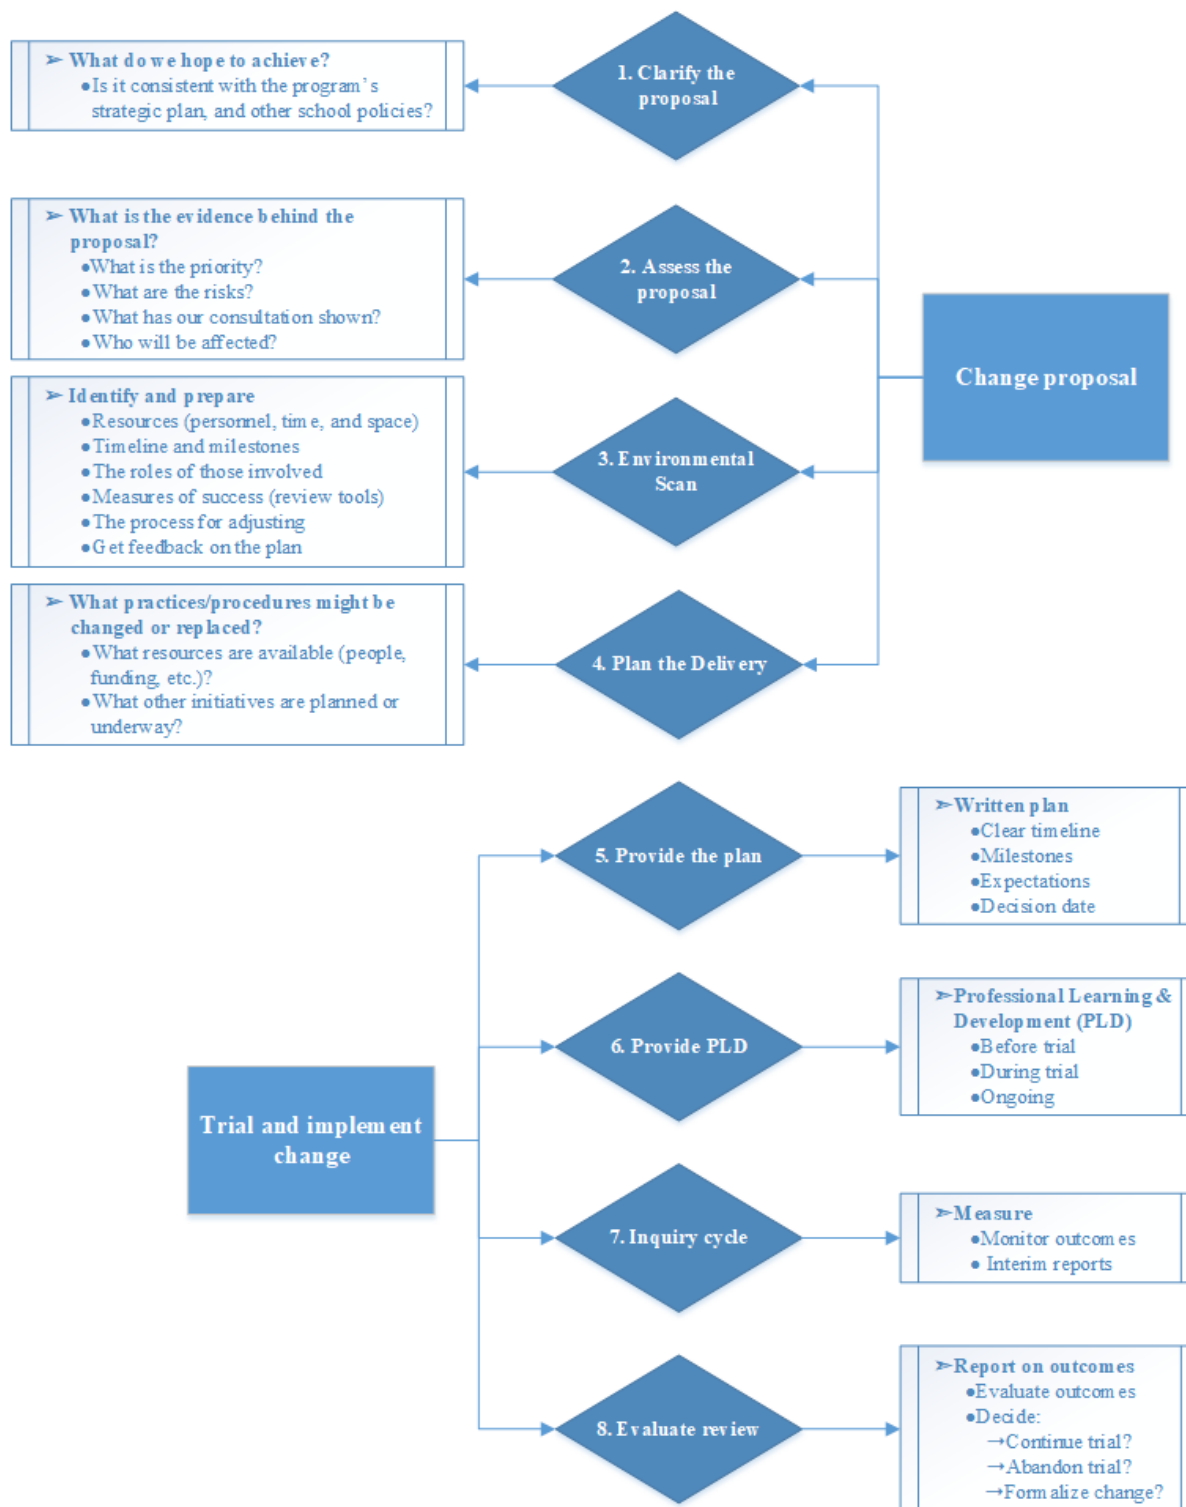 ➢ What do we hope to achieve?
●Is it consistent with the program's
strategic plan, and other school policies?
1. Clarify the
proposal
➢ What is the evidence behind the
proposal?
●What is the priority?
●What are the risks?
●What has our consultation shown?
●Who will be affected?
2. Assess the
proposal
Change proposal
➢ Identify and prepare
●Resources (personnel, time, and space)
●Timeline and milestones
●The roles of those involved
●Measures of success (review tools)
●The process for adjusting
●Get feedback on the plan
3. Environmental
Scan
➢ What practices/procedures might be
changed or replaced?
●What resources are available (people,
funding, etc.)?
●What other initiatives are planned or
underway?
4. Plan the Delivery
5. Provide the plan
➢Written plan
●Clear timeline
●Milestones
●Expectations
●Decision date
6. Provide PLD
➢Professional Learning &
Development (PLD)
●Before trial
●During trial
●Ongoing
Trial and implement
change
7. Inquiry cycle
➢Measure
●Monitor outcomes
● Interim reports
8. Evaluate review
➢Report on outcomes
●Evaluate outcomes
●Decide:
→Continue trial?
→Abandon trial?
→Formalize change?